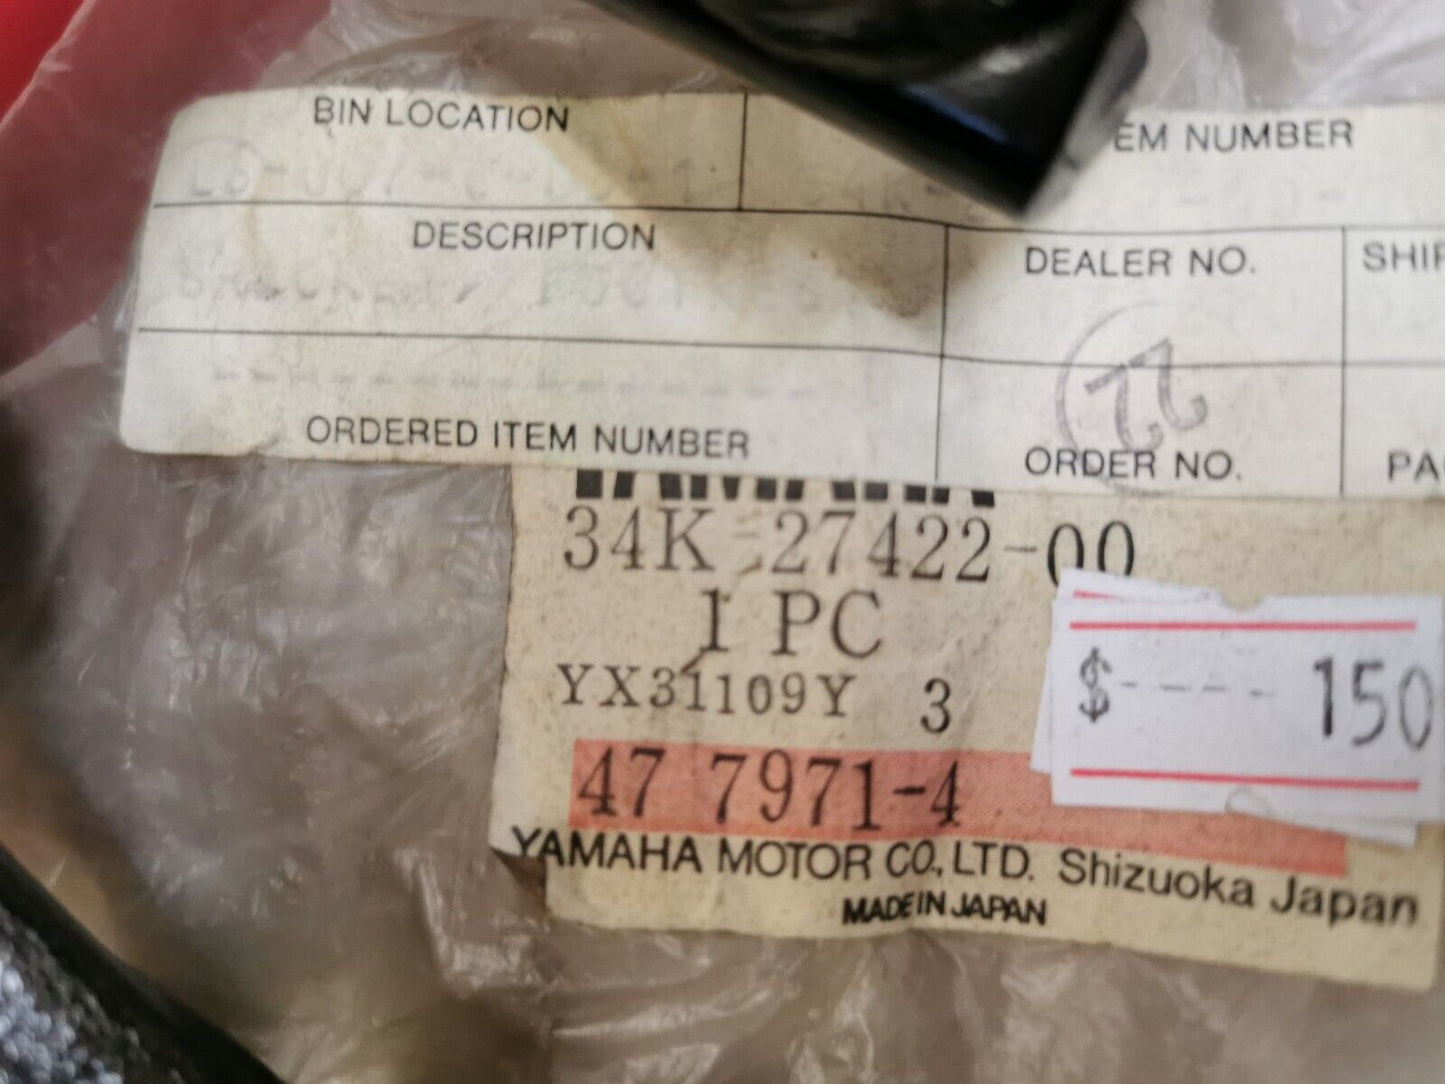 BIN LOCATION
EM NUMBER
DESCRIPTION
DEALER NO.
SHIP
22
ORDERED ITEM NUMBER
ORDER NO.
PA
34K-27422-00
1 PC
YX31109Y 3
$---- 150
47 7971-4
YAMAHA MOTOR CO., LTD. Shizuoka Japan
MADE IN JAPAN